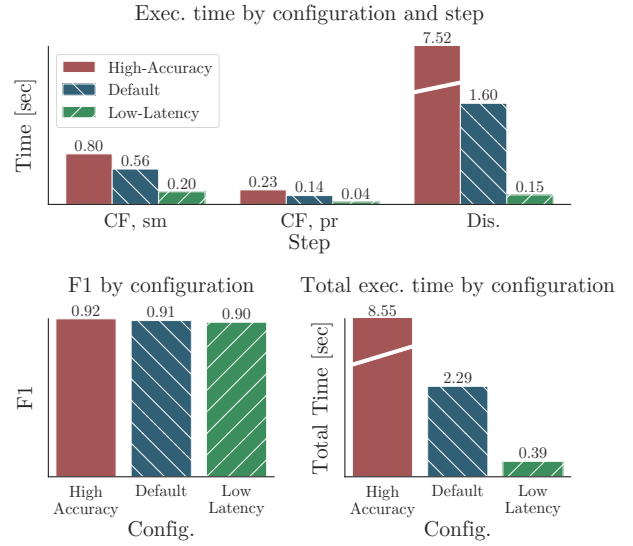 Exec. time by configuration and step
Time [sec]
High-Accuracy
Default
Low-Latency
0.80
0.56
0.20
0.23
0.14
0.04
7.52
1.60
0.15
CF, sm
CF, pr
Dis.
Step
F1 by configuration
F1
0.92
0.91
0.90
High
Accuracy
Default
Low
Latency
Config.
Total exec. time by configuration
Total Time [sec]
8.55
2.29
0.39
High
Accuracy
Default
Low
Latency
Config.